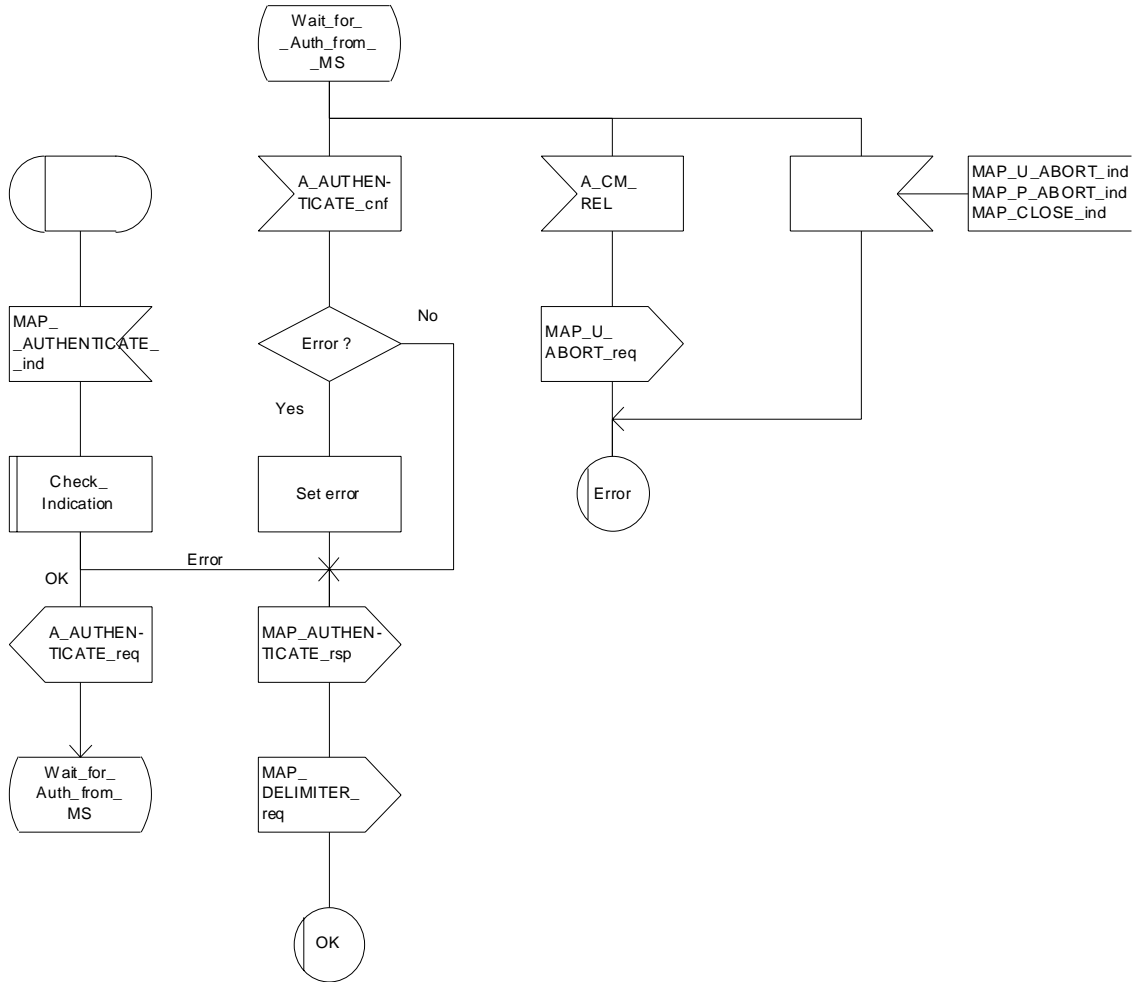 Wait_for_
_Auth_from_
_MS
A_AUTHEN-
TICATE_cnf
A_CM_
REL
MAP_U_ABORT_ind
MAP_P_ABORT_ind
MAP_CLOSE_ind
MAP_
_AUTHENTICATE_
_ind
Error ?
No
Yes
MAP_U_
ABORT_req
Check_
Indication
Set error
Error
Error
OK
A_AUTHEN-
TICATE_req
MAP_AUTHEN-
TICATE_rsp
Wait_for_
Auth_from_
MS
MAP_
DELIMITER_
req
OK